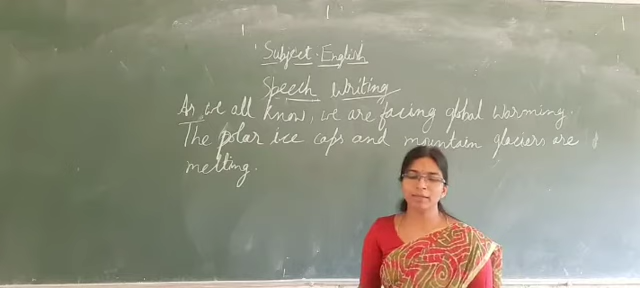 Subject. English
Speech Writing
As we all know, we are facing global warming.
The polar ice caps and mountain glaciers are
melting.